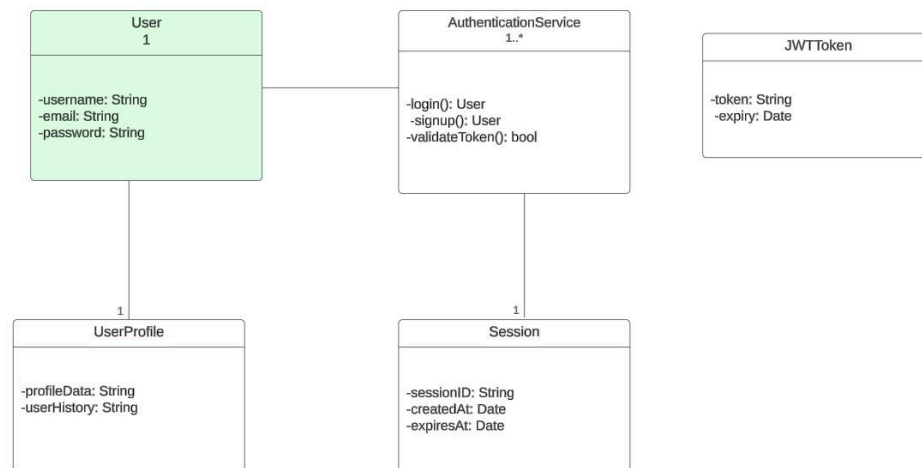 User
1
-username: String
-email: String
-password: String
AuthenticationService
1..*
-login(): User
-signup(): User
-validateToken(): bool
JWTToken
-token: String
-expiry: Date
1
UserProfile
-profileData: String
-userHistory: String
1
Session
-sessionID: String
-createdAt: Date
-expiresAt: Date